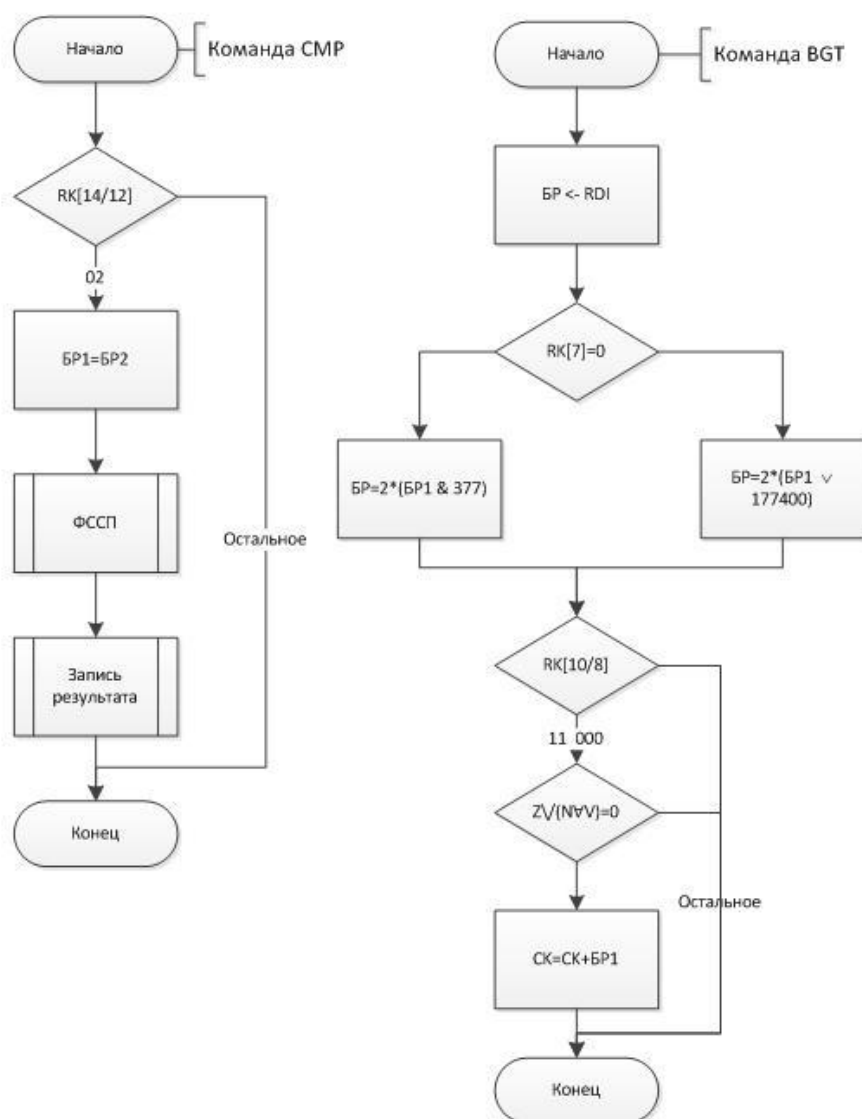 Начало
Команда CMP
RK[14/12]
02
БР1=БР2
ФССП
Остальное
Запись
результата
Конец
Начало
Команда BGT
БР <- RDI
RK[7]=0
БР=2*(БР1 & 377)
БР=2*(БР1 ∨
177400)
RK[10/8]
11 000
Z\/(N∀V)=0
Остальное
СК=СК+БР1
Конец